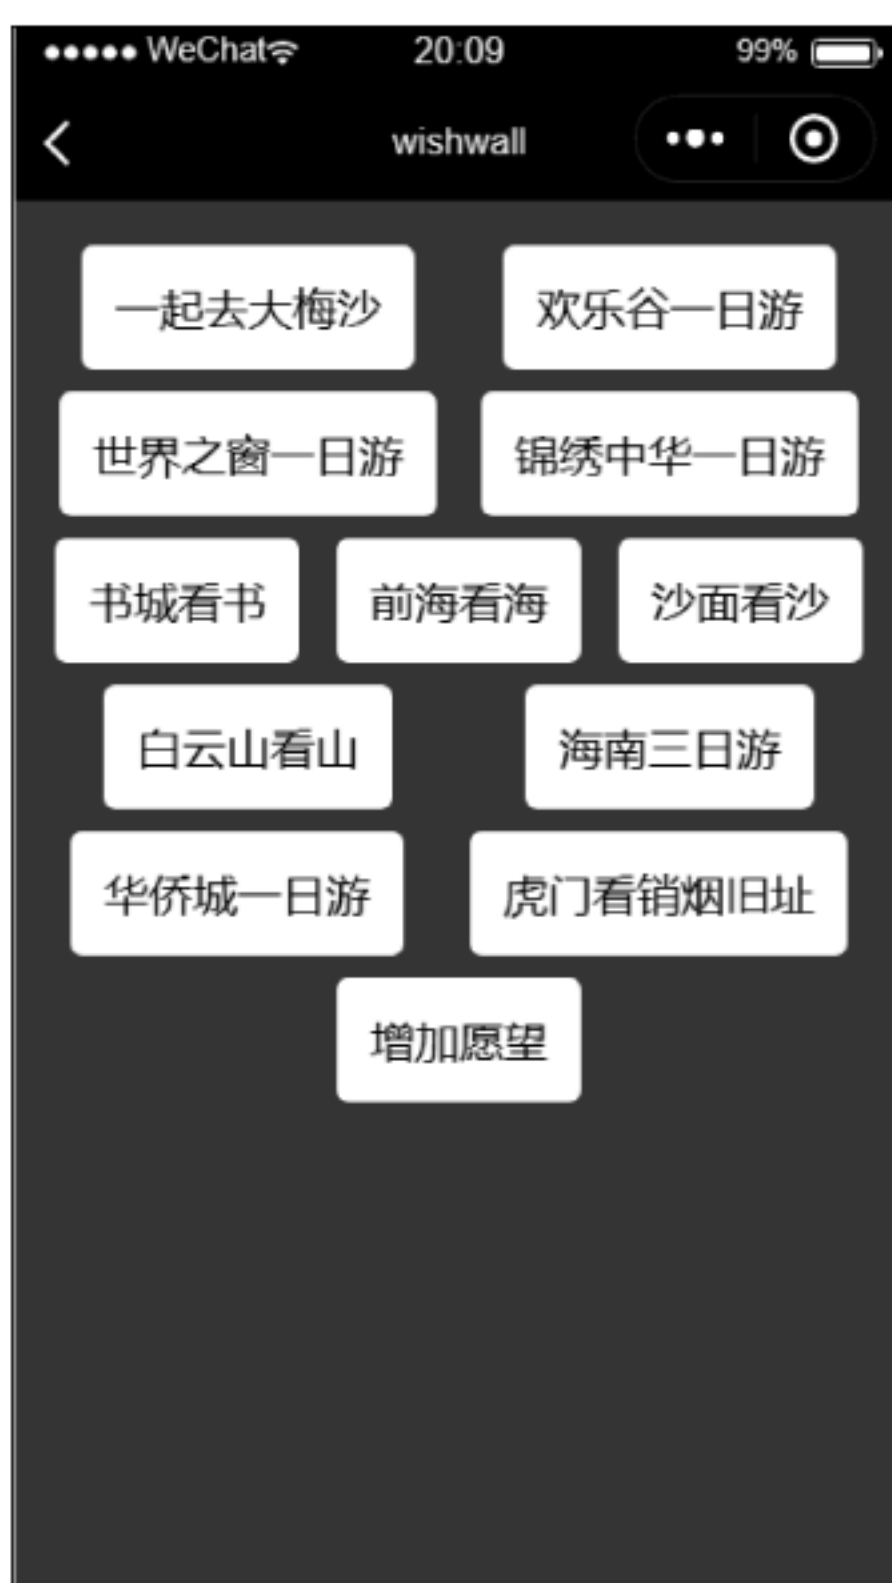 WeChat 20:09 99%
wishwall
一起去大梅沙 欢乐谷一日游
世界之窗一日游 锦绣中华一日游
书城看书 前海看海 沙面看沙
白云山看山 海南三日游
华侨城一日游 虎门看销烟旧址
增加愿望